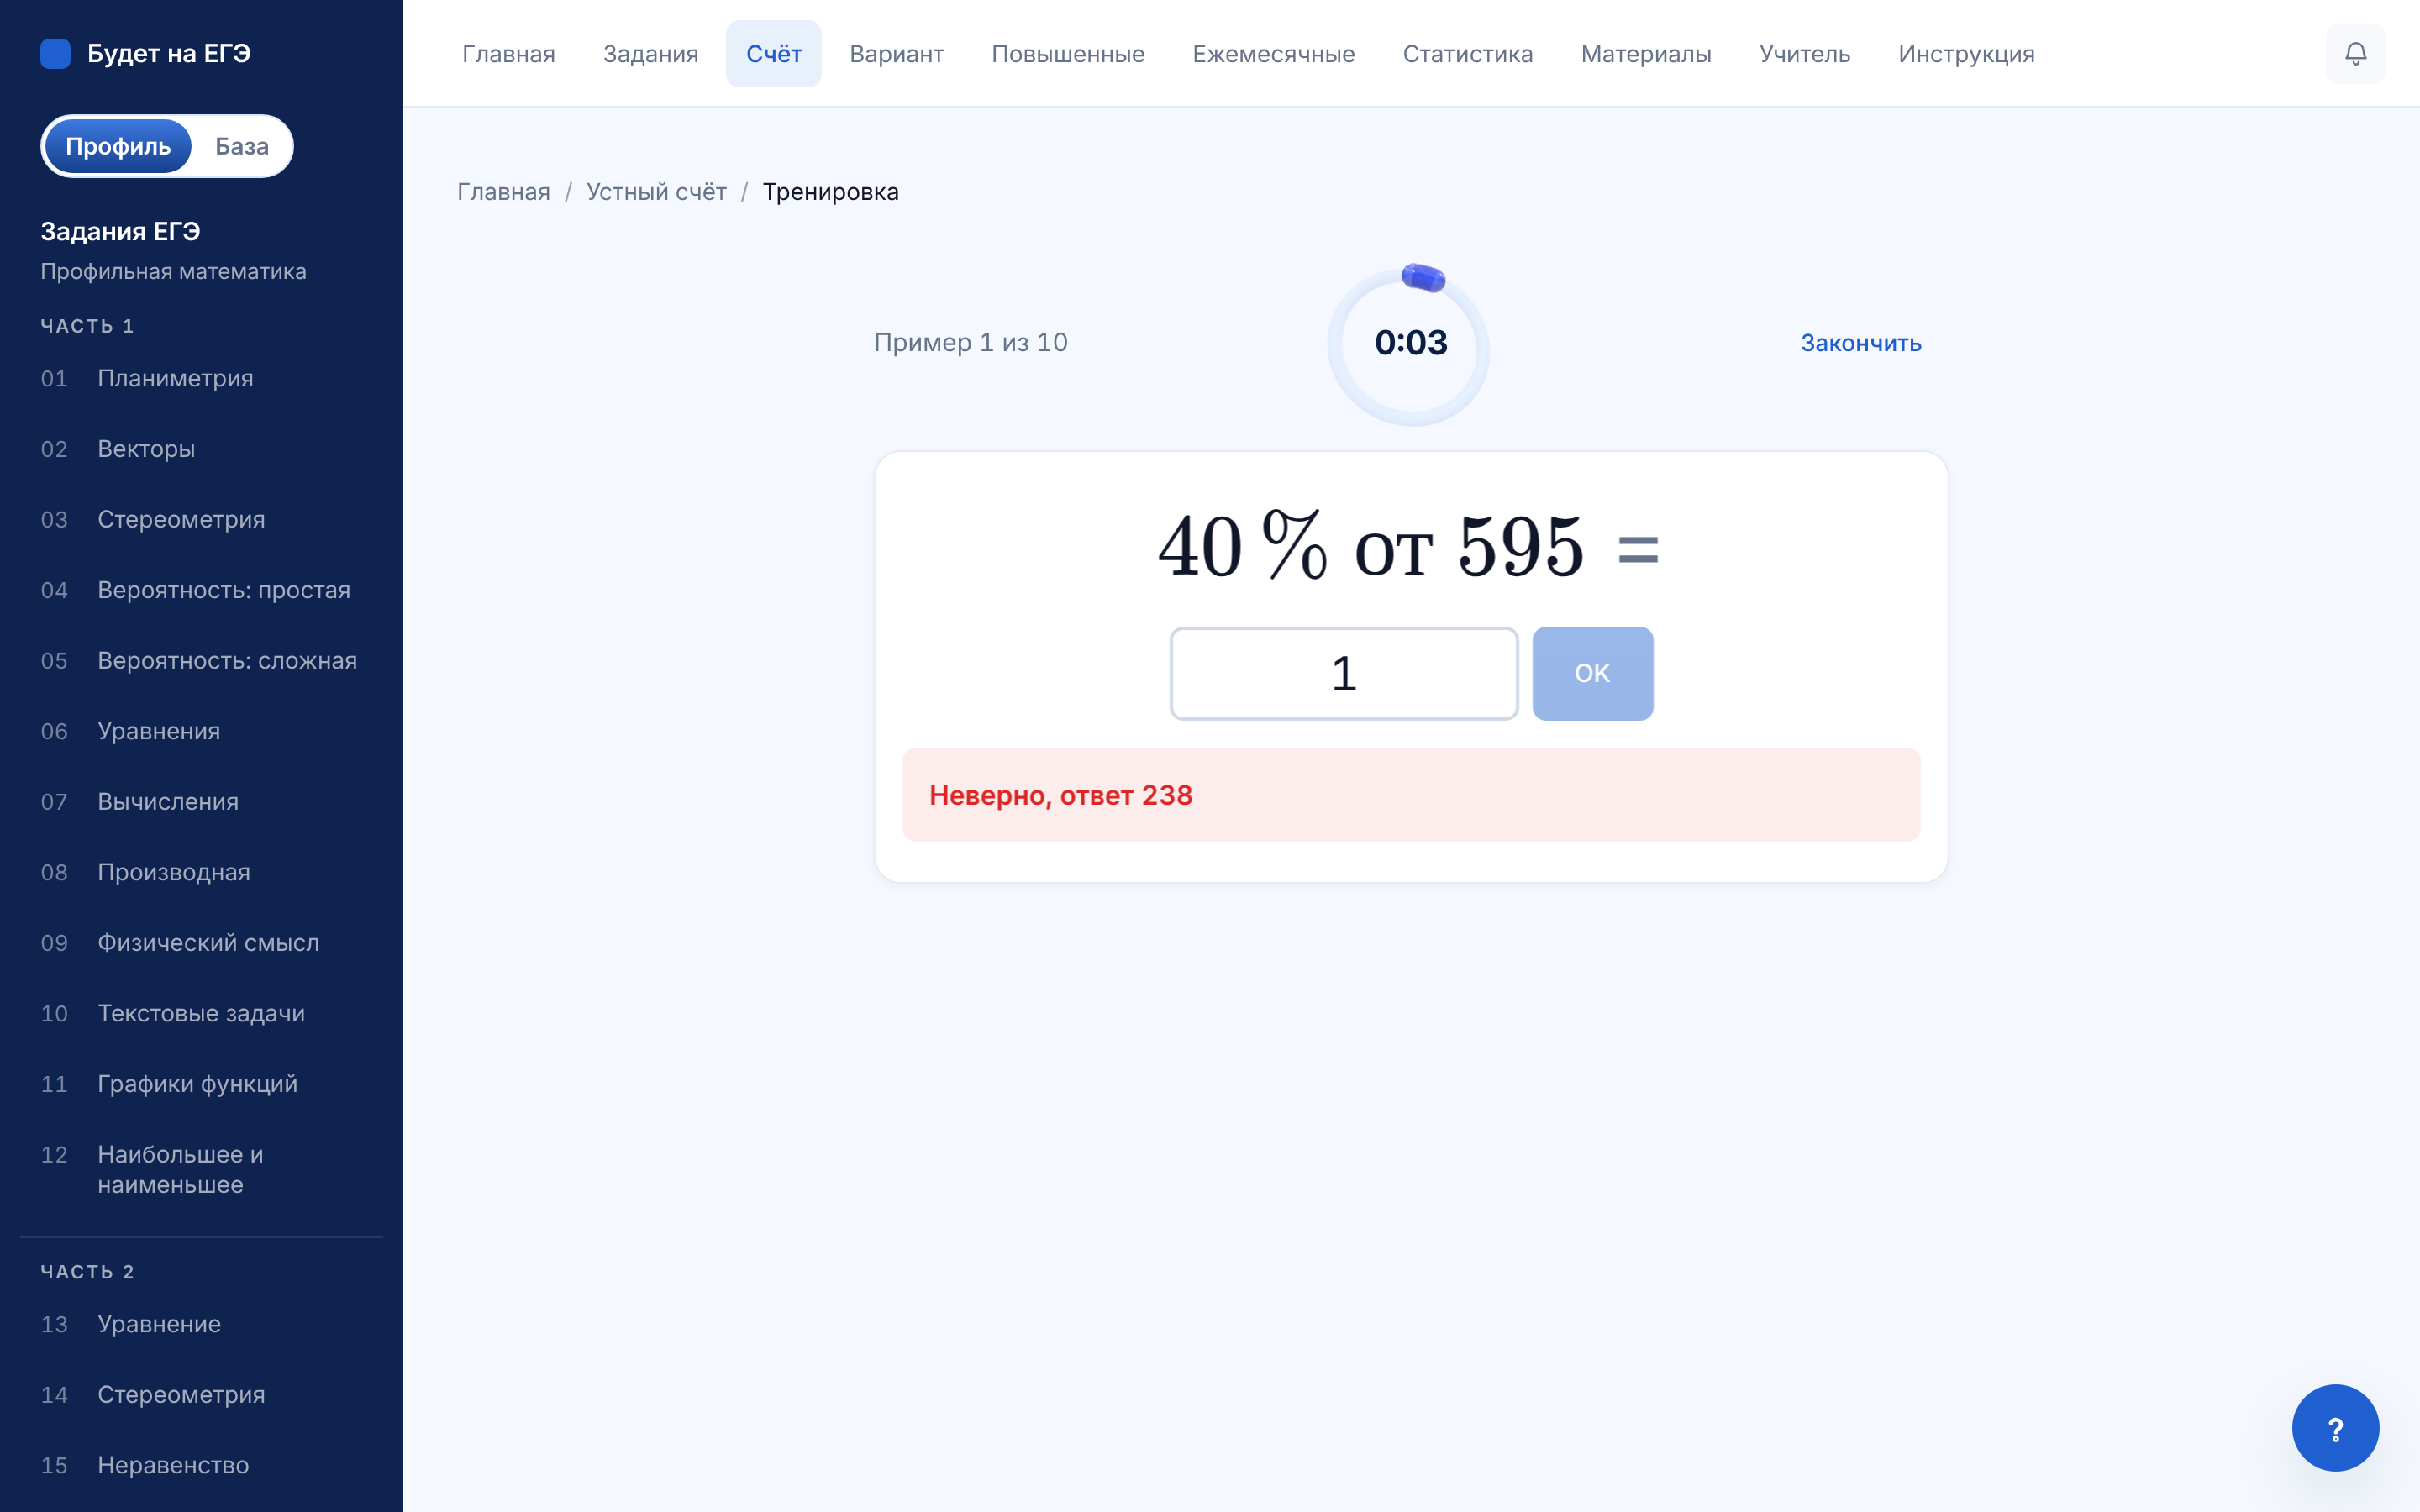 Будет на ЕГЭ
Профиль База
Задания ЕГЭ
Профильная математика
ЧАСТЬ 1
01 Планиметрия
02 Векторы
03 Стереометрия
04 Вероятность: простая
05 Вероятность: сложная
06 Уравнения
07 Вычисления
08 Производная
09 Физический смысл
10 Текстовые задачи
11 Графики функций
12 Наибольшее и
наименьшее
ЧАСТЬ 2
13 Уравнение
14 Стереометрия
15 Неравенство
Главная Задания Счёт Вариант Повышенные Ежемесячные Статистика Материалы Учитель Инструкция
Главная / Устный счёт / Тренировка
Пример 1 из 10
0:03
Закончить
40 % от 595 =
1
ОК
Неверно, ответ 238
?